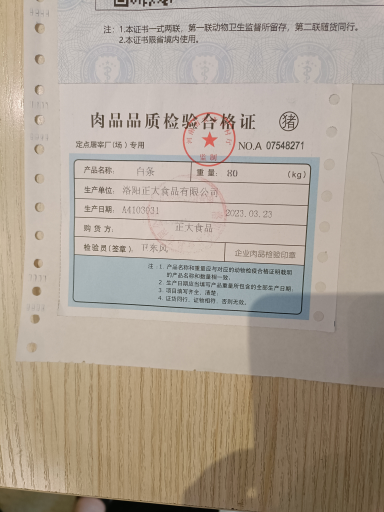 注：1.本证书一式两联，第一联动物卫生监督所留存，第二联随货同行。
2.本证书限省境内使用。
肉品品质检验合格证 猪
定点屠宰厂(场)专用 监制 NO.A 07548271
产品名称： 白条 重量：80 (kg)
生产单位：洛阳正大食品有限公司
生产日期：A4103031 2023.03.23
购货方： 正大食品
检验员(签章)： 企业肉品检验印章
注：1．产品名称和重量应与对应的动物检疫合格证明载明
的产品名称和数量相一致。
2．生产日期应当填写产品重量所包含的全部生产日期。
3．项目填写齐全，清楚。
4．证货同行，证物相符，否则无效。